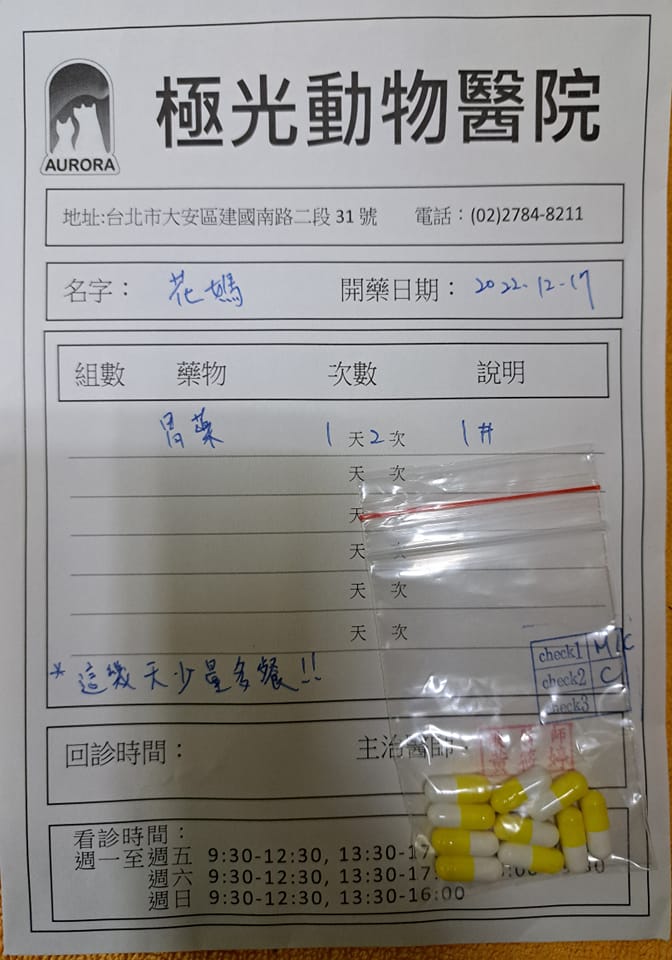 極光動物醫院
AURORA
地址:台北市大安區建國南路二段 31 號 電話：(02)2784-8211
名字： 花媽 開藥日期： 2022-12-17
組數 藥物 次數 說明
胃藥 1 天 2 次 1#
天 次
天 次
天 次
天 次
天 次
* 這幾天少量多餐!!
check1 MLC
check2 C
check3
回診時間： 主治醫師：
看診時間：
週一至週五 9:30-12:30, 13:30-17
週六 9:30-12:30, 13:30-17:
週日 9:30-12:30, 13:30-16:00